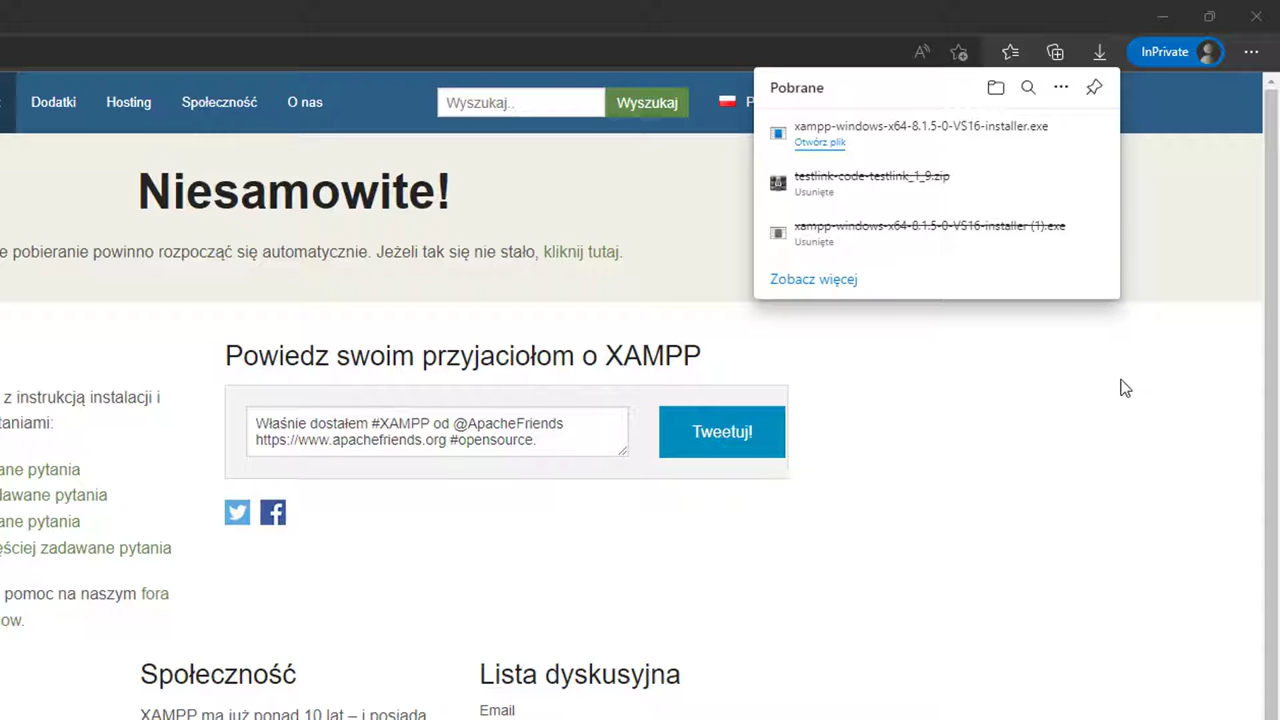 InPrivate
Dodatki
Hosting
Społeczność
O nas
Wyszukaj..
Wyszukaj
Pobrane
xampp-windows-x64-8.1.5-0-VS16-installer.exe
Otwórz plik
testlink-code-testlink_1_9.zip
Usunięte
xampp-windows-x64-8.1.5-0-VS16-installer (1).exe
Usunięte
Zobacz więcej
Niesamowite!
e pobieranie powinno rozpocząć się automatycznie. Jeżeli tak się nie stało, kliknij tutaj.
Powiedz swoim przyjaciołom o XAMPP
Właśnie dostałem #XAMPP od @ApacheFriends
https://www.apachefriends.org #opensource.
Tweetuj!
z instrukcją instalacji i
taniami:
ane pytania
dawane pytania
ane pytania
ęściej zadawane pytania
pomoc na naszym fora
ow.
Społeczność
XAMPP ma już ponad 10 lat – i posiada
Lista dyskusyjna
Email